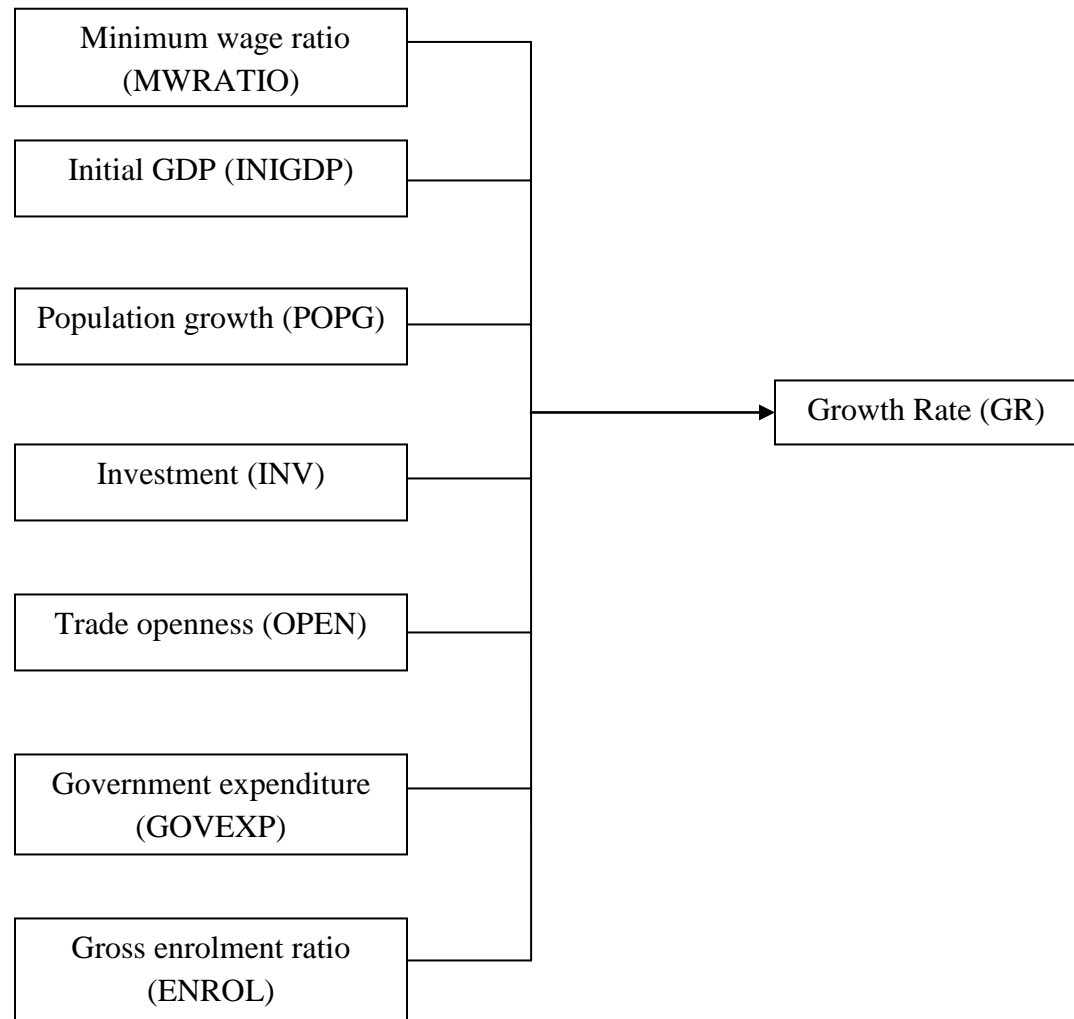 Minimum wage ratio
(MWRATIO)
Initial GDP (INIGDP)
Population growth (POPG)
Growth Rate (GR)
Investment (INV)
Trade openness (OPEN)
Government expenditure
(GOVEXP)
Gross enrolment ratio
(ENROL)